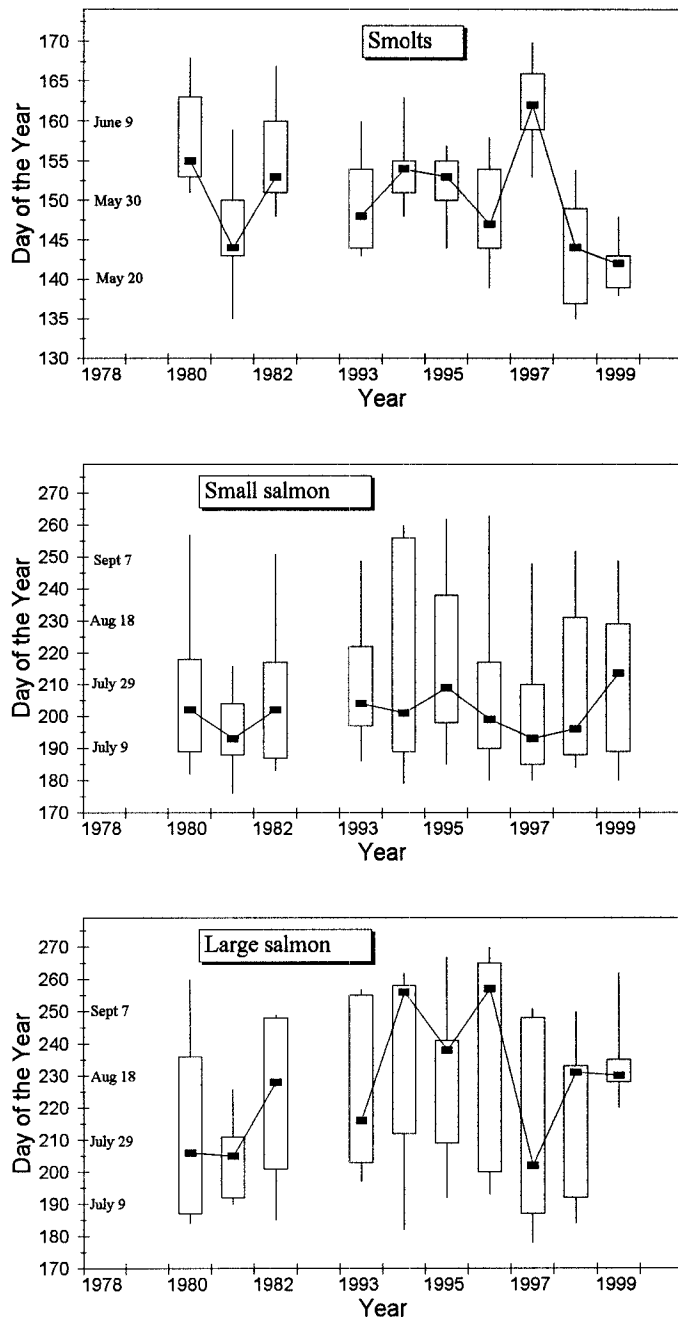 Smolts
170
165
160
June 9
155
150
May 30
145
140
May 20
135
130
Day of the Year
1978 1980 1982 1993 1995 1997 1999
Year
Small salmon
270
260
250
Sept 7
240
230
Aug 18
220
210
July 29
200
190
July 9
180
170
Day of the Year
1978 1980 1982 1993 1995 1997 1999
Year
Large salmon
270
260
250
Sept 7
240
230
Aug 18
220
210
July 29
200
190
July 9
180
170
Day of the Year
1978 1980 1982 1993 1995 1997 1999
Year